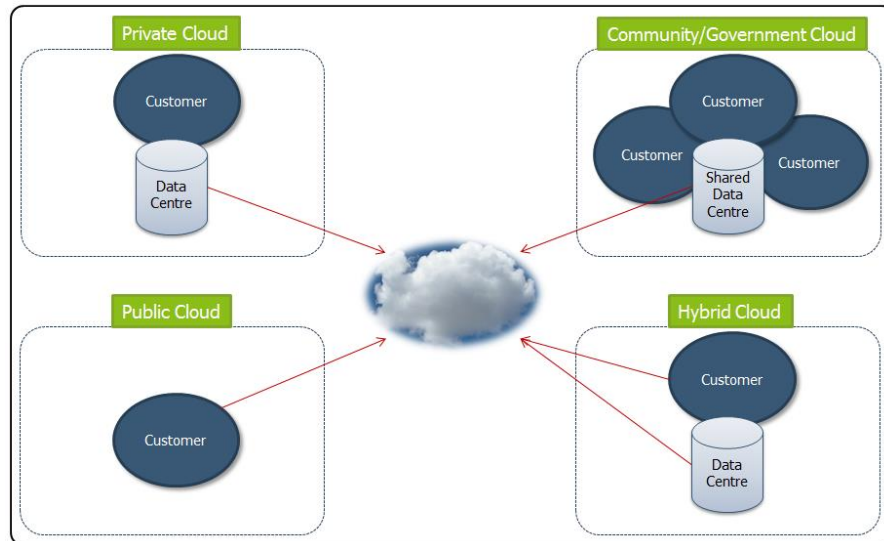 Private Cloud
Customer
Data
Centre
Community/Government Cloud
Customer
Customer
Customer
Shared
Data
Centre
Public Cloud
Customer
Hybrid Cloud
Customer
Data
Centre